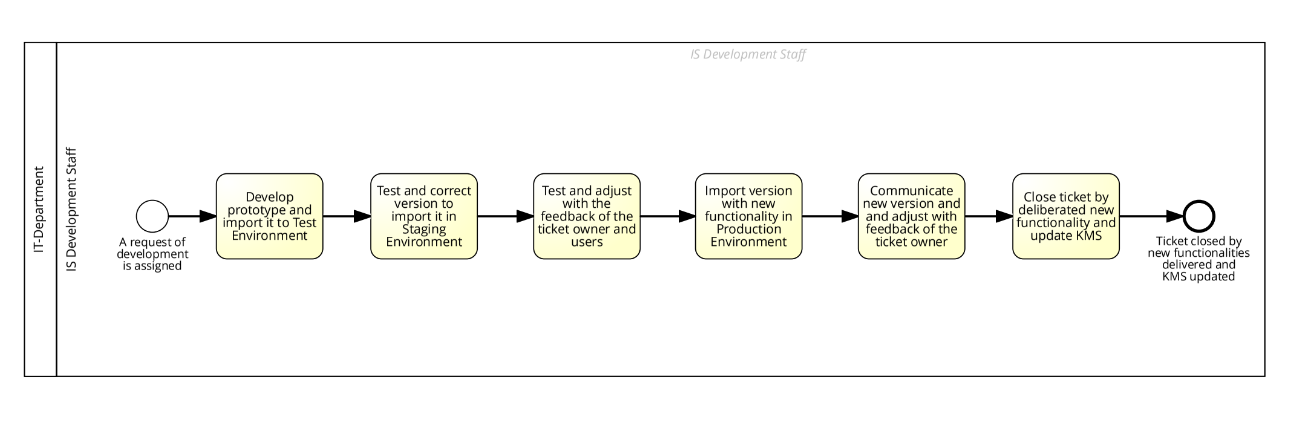 IS Development Staff
IT-Department
IS Development Staff
A request of
development
is assigned
Develop
prototype and
import it to Test
Environment
Test and correct
version to
import it in
Staging
Environment
Test and adjust
with the
feedback of the
ticket owner and
users
Import version
with new
functionality in
Production
Environment
Communicate
new version and
and adjust with
feedback of the
ticket owner
Close ticket by
deliberated new
functionality and
update KMS
Ticket closed by
new functionalities
delivered and
KMS updated